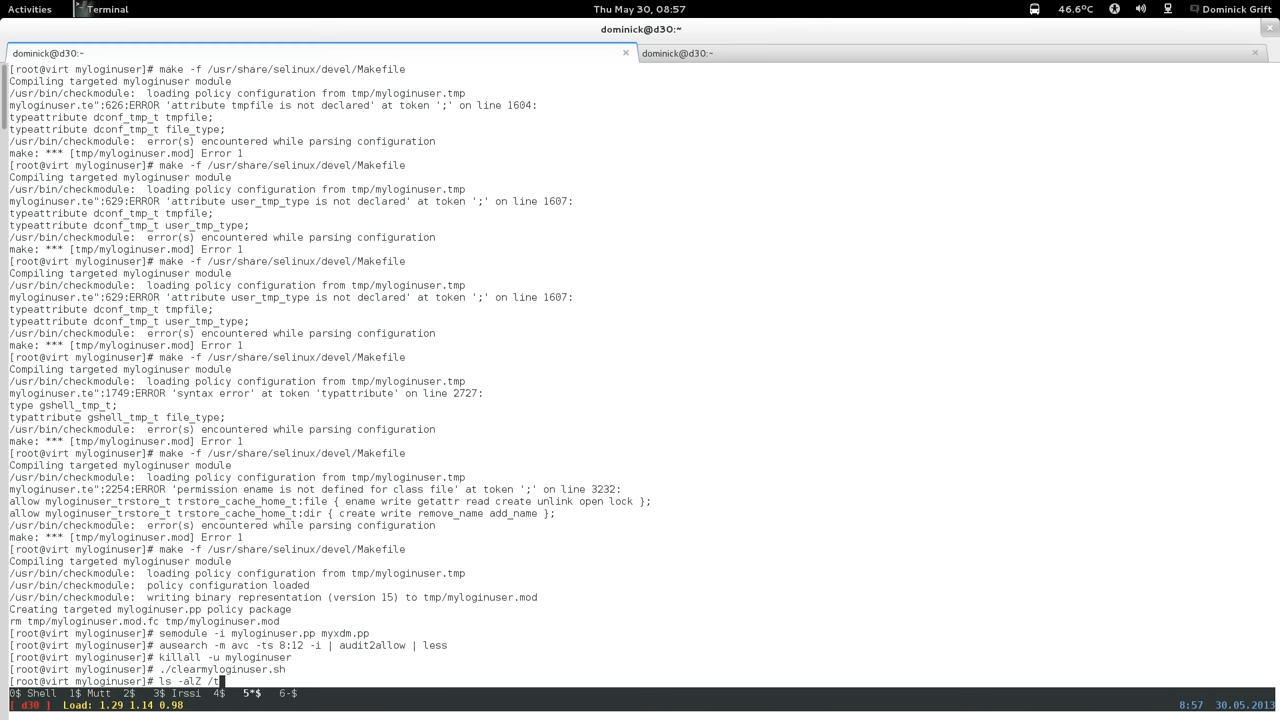 Activities Terminal Thu May 30, 08:57 46.6ºC Dominick Grift
dominick@d30:~
dominick@d30:~ dominick@d30:~
[root@virt myloginuser]# make -f /usr/share/selinux/devel/Makefile
Compiling targeted myloginuser module
/usr/bin/checkmodule:  loading policy configuration from tmp/myloginuser.tmp
myloginuser.te":626:ERROR 'attribute tmpfile is not declared' at token ';' on line 1604:
typeattribute dconf_tmp_t tmpfile;
typeattribute dconf_tmp_t file_type;
/usr/bin/checkmodule:  error(s) encountered while parsing configuration
make: *** [tmp/myloginuser.mod] Error 1
[root@virt myloginuser]# make -f /usr/share/selinux/devel/Makefile
Compiling targeted myloginuser module
/usr/bin/checkmodule:  loading policy configuration from tmp/myloginuser.tmp
myloginuser.te":629:ERROR 'attribute user_tmp_type is not declared' at token ';' on line 1607:
typeattribute dconf_tmp_t tmpfile;
typeattribute dconf_tmp_t user_tmp_type;
/usr/bin/checkmodule:  error(s) encountered while parsing configuration
make: *** [tmp/myloginuser.mod] Error 1
[root@virt myloginuser]# make -f /usr/share/selinux/devel/Makefile
Compiling targeted myloginuser module
/usr/bin/checkmodule:  loading policy configuration from tmp/myloginuser.tmp
myloginuser.te":629:ERROR 'attribute user_tmp_type is not declared' at token ';' on line 1607:
typeattribute dconf_tmp_t tmpfile;
typeattribute dconf_tmp_t user_tmp_type;
/usr/bin/checkmodule:  error(s) encountered while parsing configuration
make: *** [tmp/myloginuser.mod] Error 1
[root@virt myloginuser]# make -f /usr/share/selinux/devel/Makefile
Compiling targeted myloginuser module
/usr/bin/checkmodule:  loading policy configuration from tmp/myloginuser.tmp
myloginuser.te":1749:ERROR 'syntax error' at token 'typattribute' on line 2727:
type gshell_tmp_t;
typattribute gshell_tmp_t file_type;
/usr/bin/checkmodule:  error(s) encountered while parsing configuration
make: *** [tmp/myloginuser.mod] Error 1
[root@virt myloginuser]# make -f /usr/share/selinux/devel/Makefile
Compiling targeted myloginuser module
/usr/bin/checkmodule:  loading policy configuration from tmp/myloginuser.tmp
myloginuser.te":2254:ERROR 'permission ename is not defined for class file' at token ';' on line 3232:
allow myloginuser_trstore_t trstore_cache_home_t:file { ename write getattr read create unlink open lock };
allow myloginuser_trstore_t trstore_cache_home_t:dir { create write remove_name add_name };
/usr/bin/checkmodule:  error(s) encountered while parsing configuration
make: *** [tmp/myloginuser.mod] Error 1
[root@virt myloginuser]# make -f /usr/share/selinux/devel/Makefile
Compiling targeted myloginuser module
/usr/bin/checkmodule:  loading policy configuration from tmp/myloginuser.tmp
/usr/bin/checkmodule:  policy configuration loaded
/usr/bin/checkmodule:  writing binary representation (version 15) to tmp/myloginuser.mod
Creating targeted myloginuser.pp policy package
rm tmp/myloginuser.mod.fc tmp/myloginuser.mod
[root@virt myloginuser]# semodule -i myloginuser.pp myxdm.pp
[root@virt myloginuser]# ausearch -m avc -ts 8:12 -i | audit2allow | less
[root@virt myloginuser]# killall -u myloginuser
[root@virt myloginuser]# ./clearmyloginuser.sh
[root@virt myloginuser]# ls -alZ /t
0$ Shell  1$ Mutt  2$   3$ Irssi  4$   5*$   6-$
[ d30 ]  Load: 1.29 1.14 0.98 8:57 30.05.2013